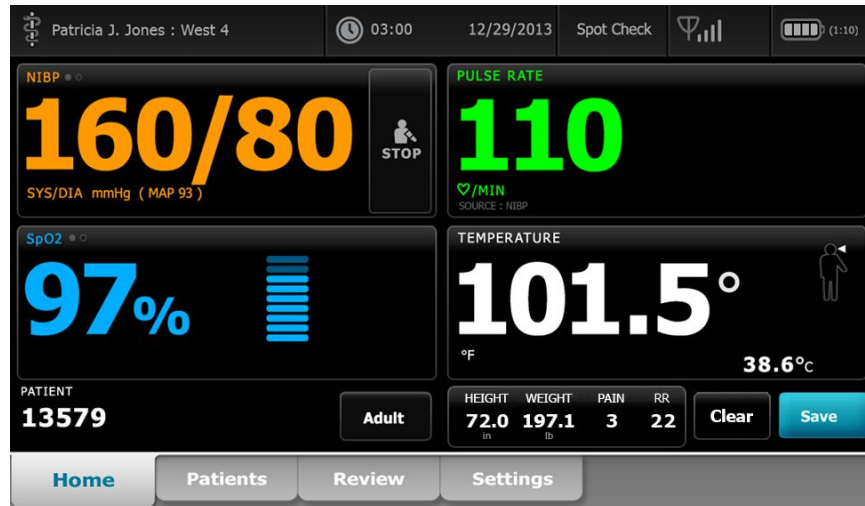 Patricia J. Jones : West 4 03:00 12/29/2013 Spot Check (1:10)
NIBP
160/80
STOP
SYS/DIA mmHg ( MAP 93 )
PULSE RATE
110
/MIN
SOURCE : NIBP
SpO2
97%
TEMPERATURE
101.5°
°F
38.6°C
PATIENT
13579
Adult
HEIGHT WEIGHT PAIN RR
72.0 197.1 3 22
in lb
Clear
Save
Home Patients Review Settings